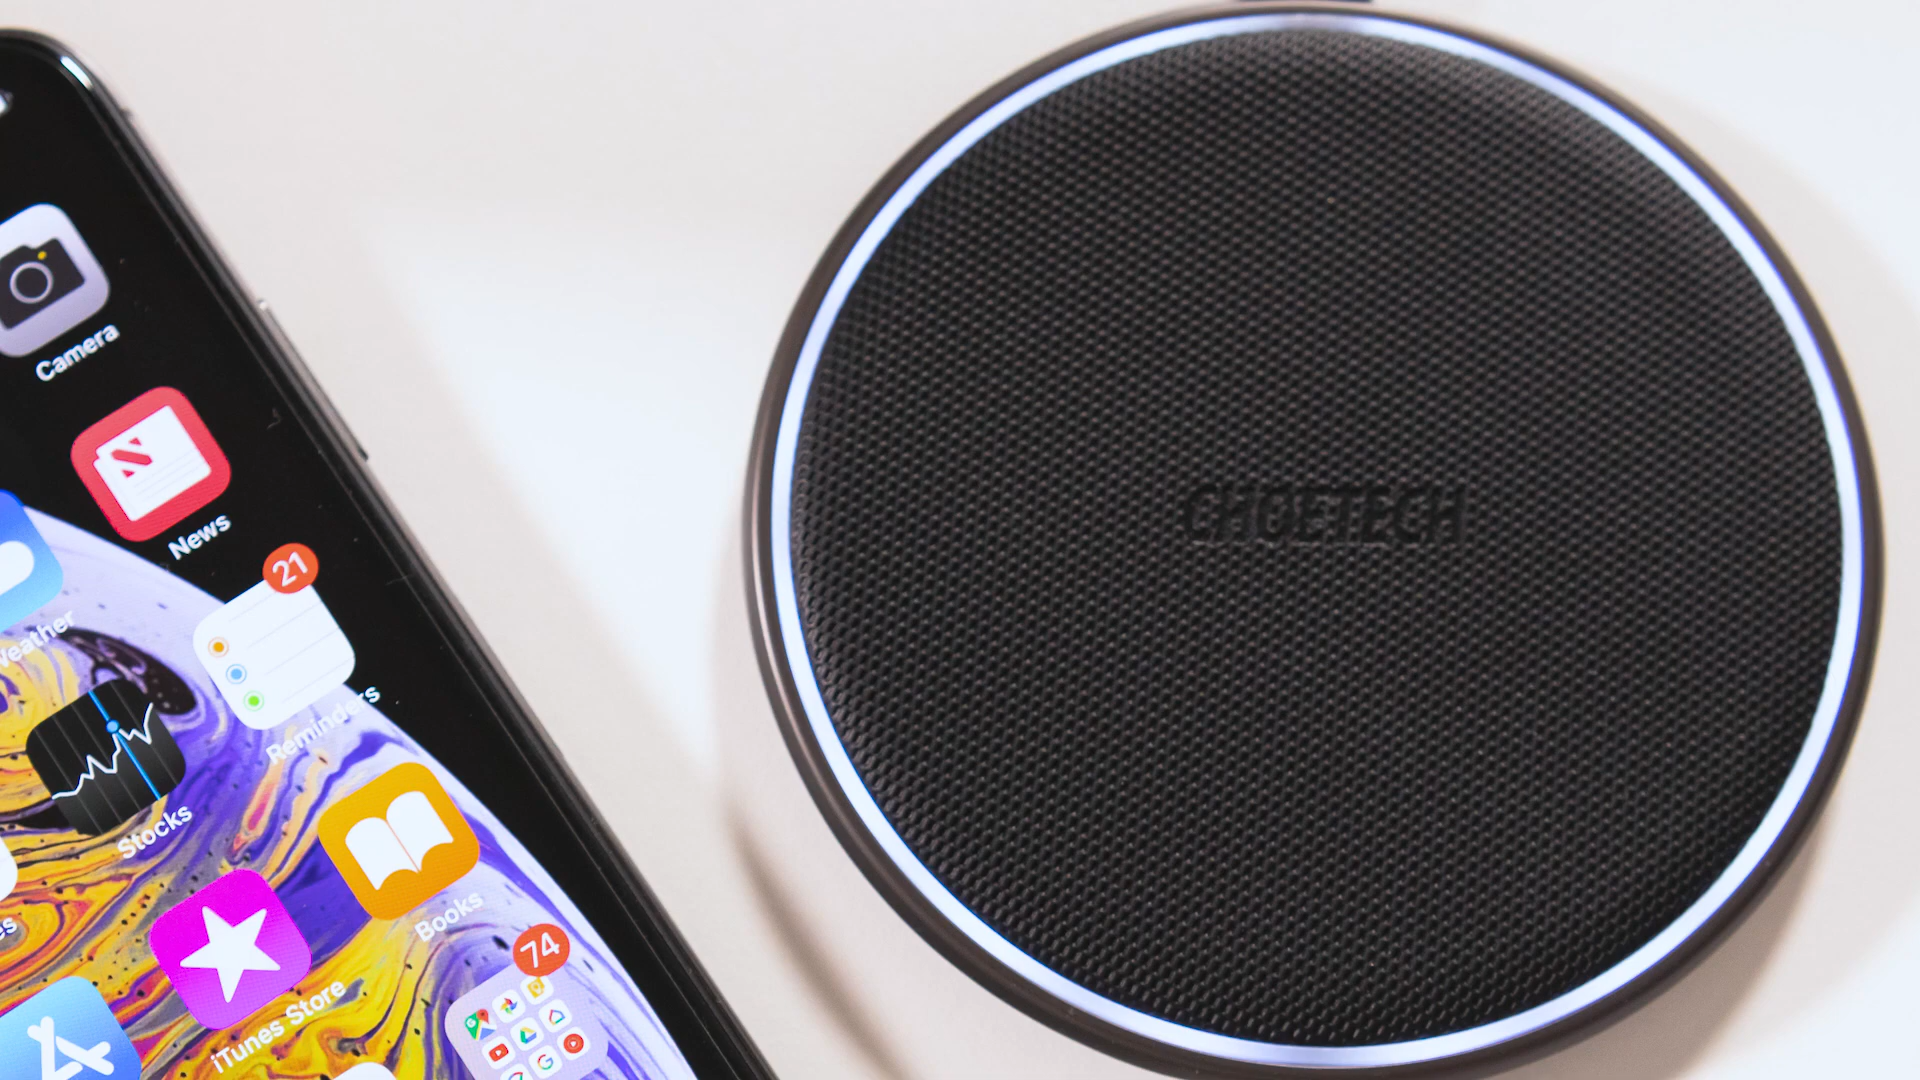 Camera
News
21
Weather
Reminders
Stocks
Books
74
iTunes Store
CHOETECH